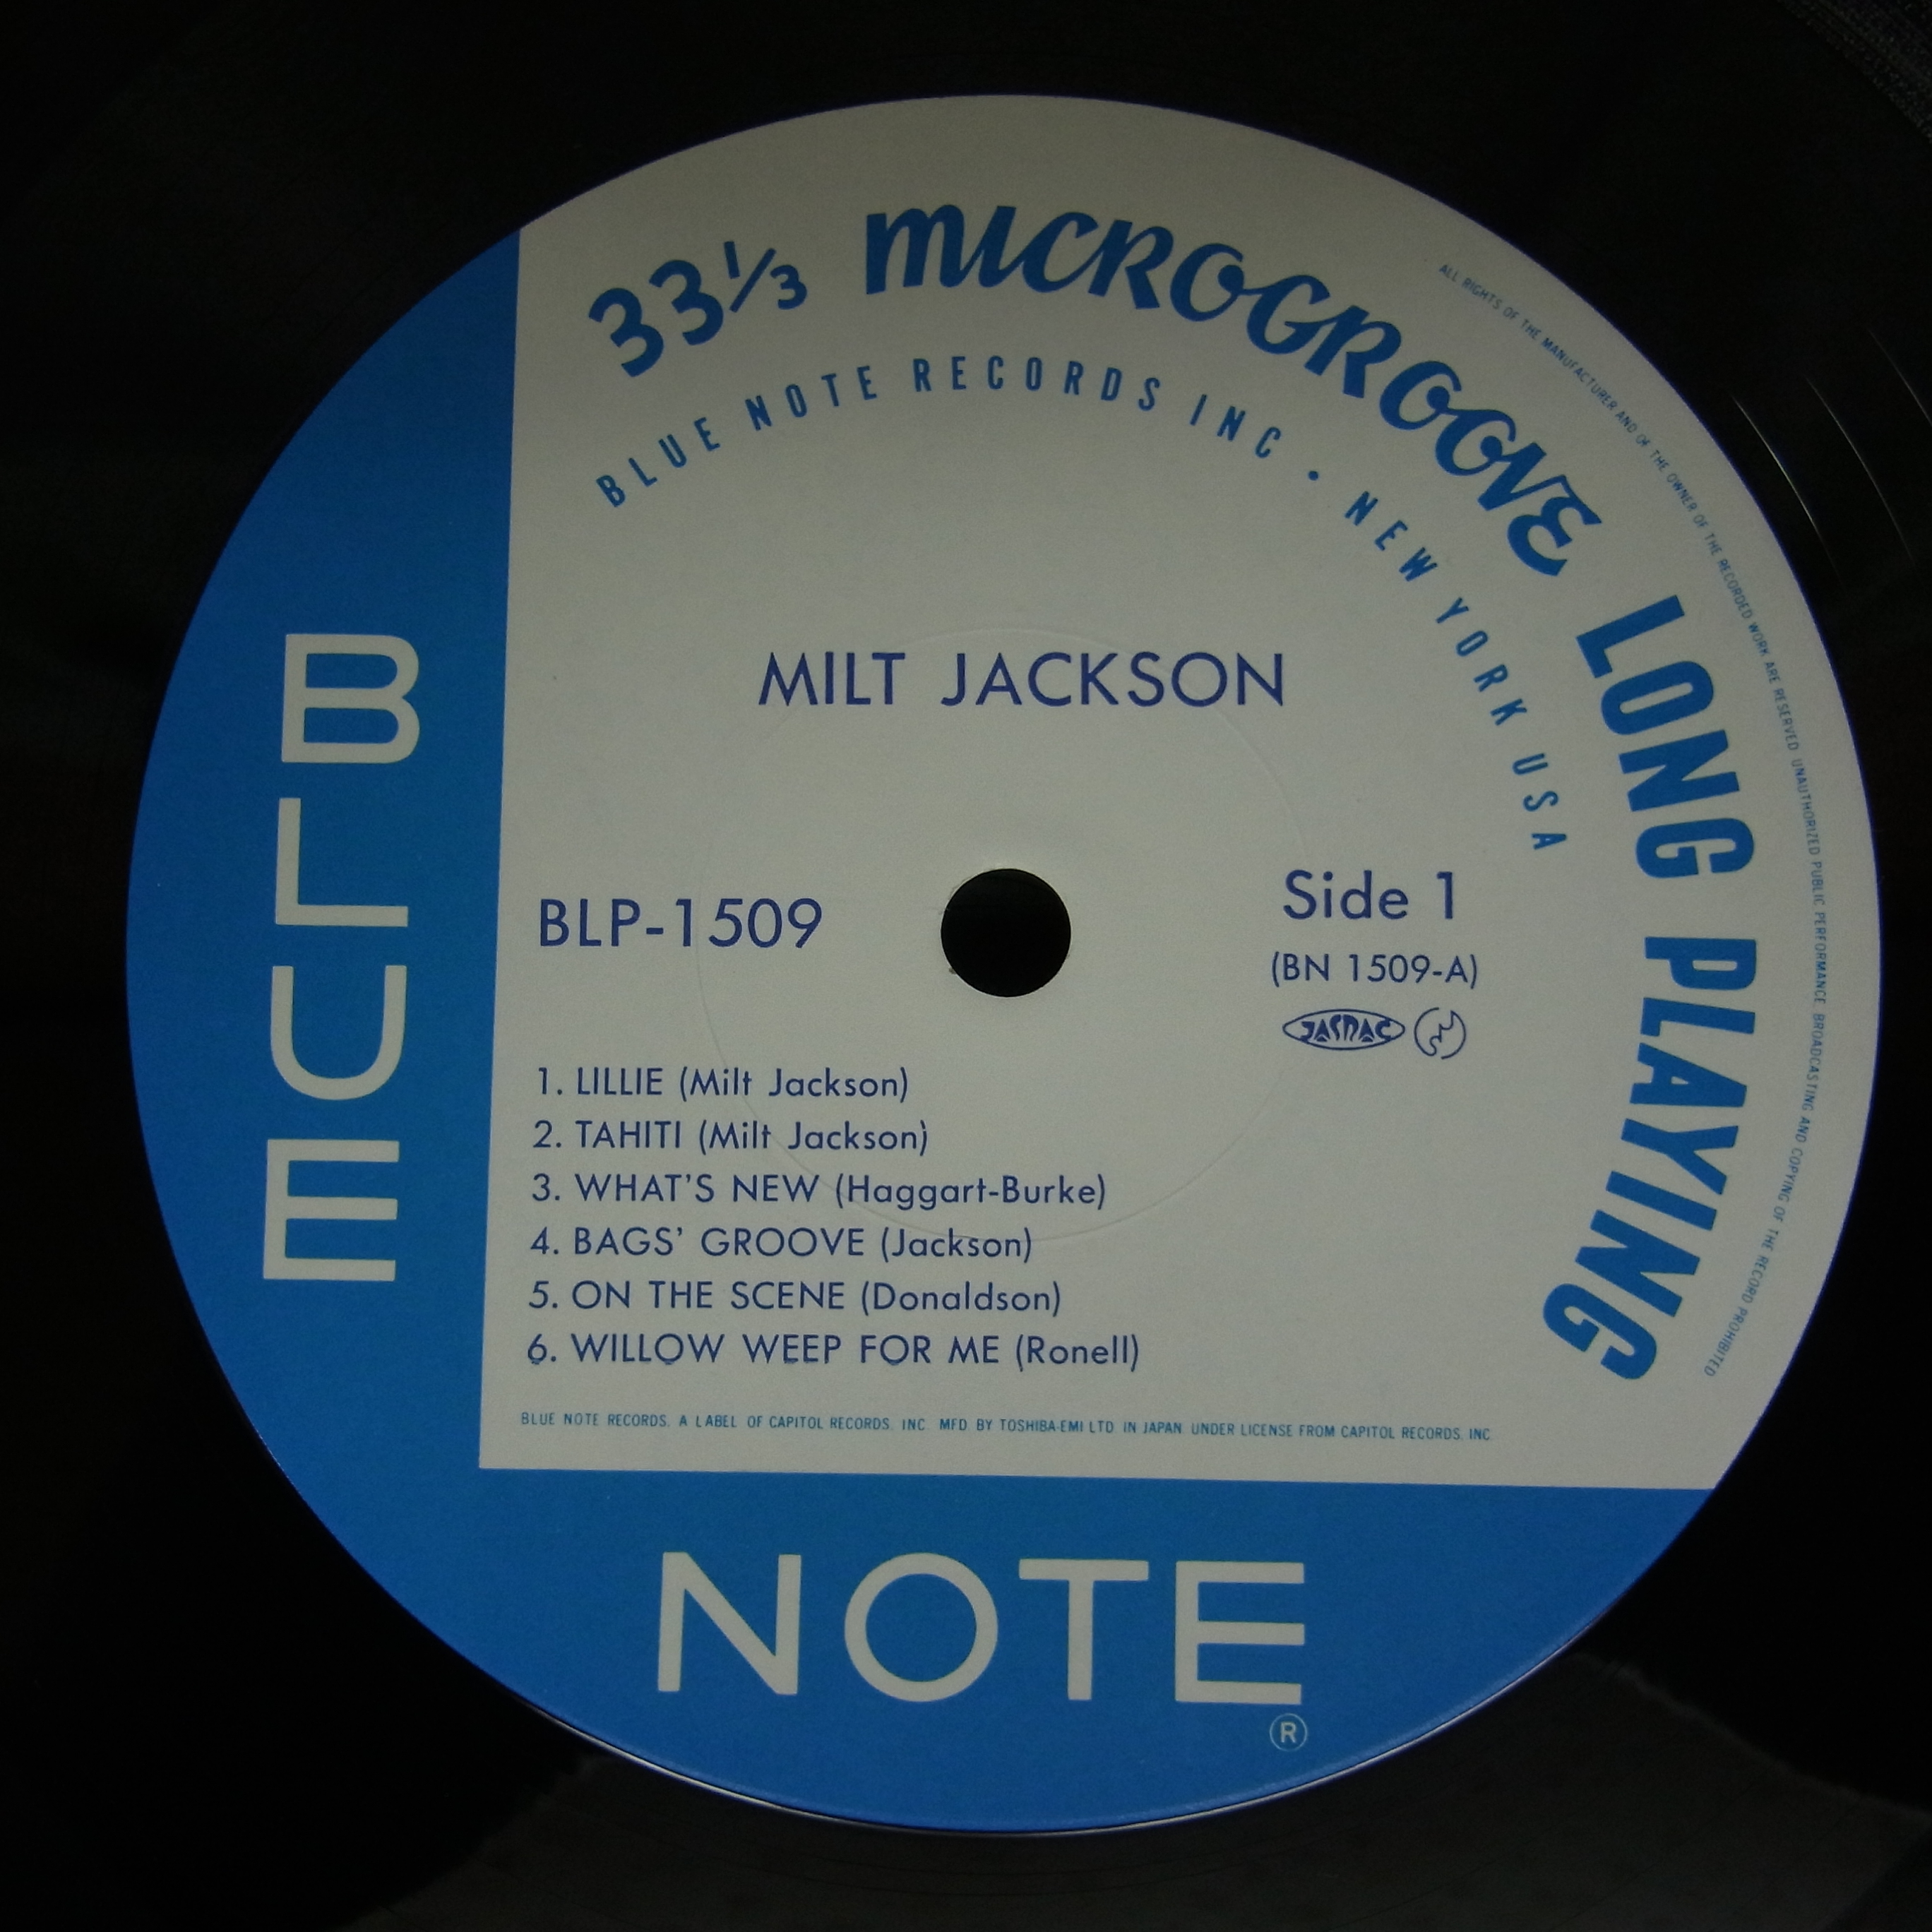 33⅓ MICROGROOVE LONG PLAYING
BLUE NOTE RECORDS INC • NEW YORK USA
ALL RIGHTS OF THE MANUFACTURER AND OF THE OWNER OF THE RECORDED WORK ARE RESERVED. UNAUTHORIZED PUBLIC PERFORMANCE BROADCASTING AND COPYING OF THE RECORD PROHIBITED
MILT JACKSON
BLP-1509
Side 1
(BN 1509-A)
JASRAC
1. LILLIE (Milt Jackson)
2. TAHITI (Milt Jackson)
3. WHAT'S NEW (Haggart-Burke)
4. BAGS' GROOVE (Jackson)
5. ON THE SCENE (Donaldson)
6. WILLOW WEEP FOR ME (Ronell)
BLUE NOTE RECORDS, A LABEL OF CAPITOL RECORDS, INC. MFD. BY TOSHIBA-EMI LTD. IN JAPAN. UNDER LICENSE FROM CAPITOL RECORDS, INC.
BLUE
NOTE
®